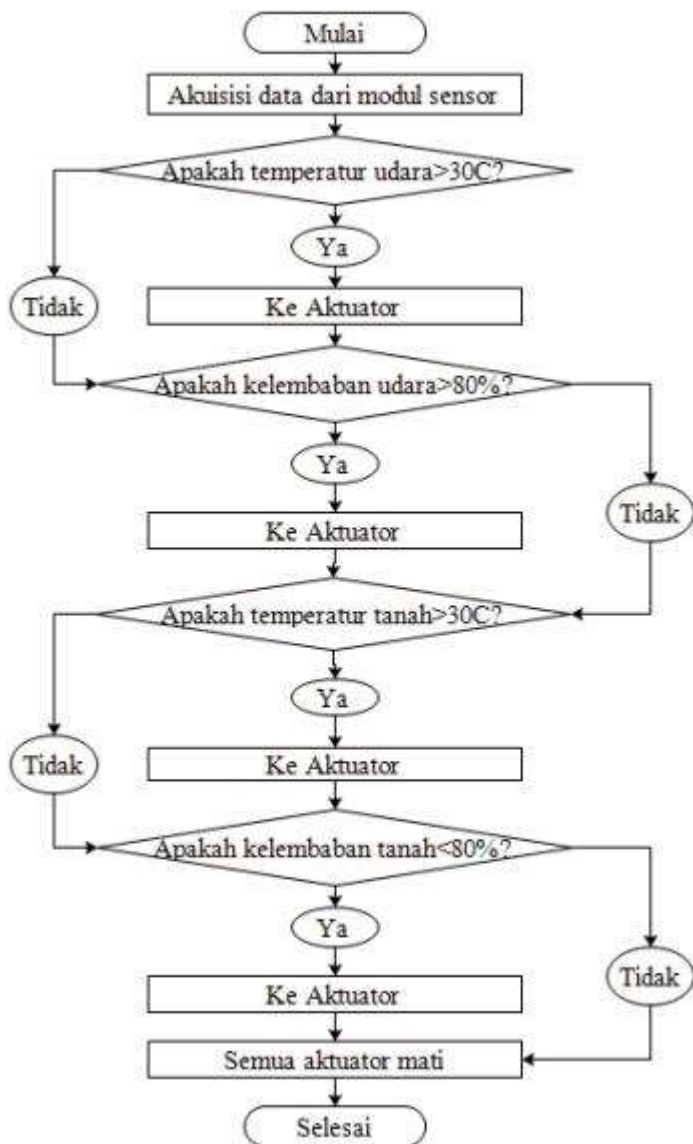 Mulai
Akuisisi data dari modul sensor
Apakah temperatur udara>30C?
Ya
Tidak
Ke Aktuator
Apakah kelembaban udara>80%?
Ya
Ke Aktuator
Tidak
Apakah temperatur tanah>30C?
Ya
Tidak
Ke Aktuator
Apakah kelembaban tanah<80%?
Ya
Tidak
Ke Aktuator
Semua aktuator mati
Selesai